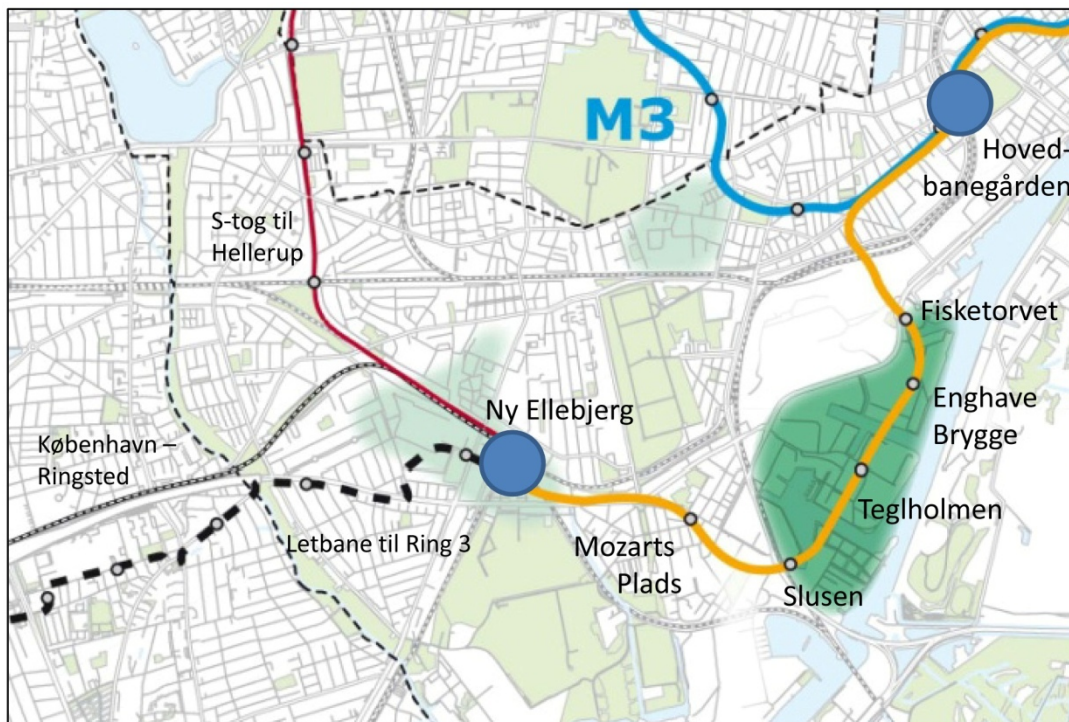 M3
Hoved-
banegården
S-tog til
Hellerup
Fisketorvet
Enghave
Brygge
Ny Ellebjerg
København –
Ringsted
Teglholmen
Letbane til Ring 3
Mozarts
Plads
Slusen